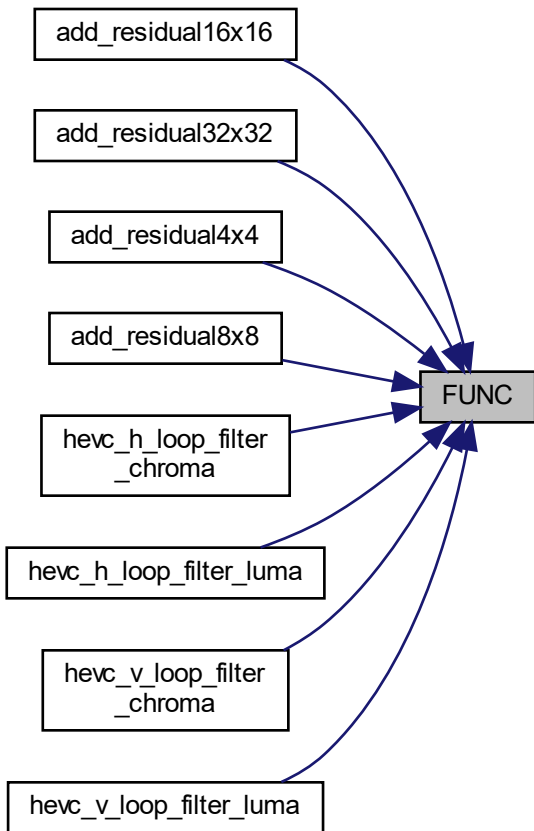 add_residual16x16
add_residual32x32
add_residual4x4
add_residual8x8
FUNC
hevc_h_loop_filter
_chroma
hevc_h_loop_filter_luma
hevc_v_loop_filter
_chroma
hevc_v_loop_filter_luma